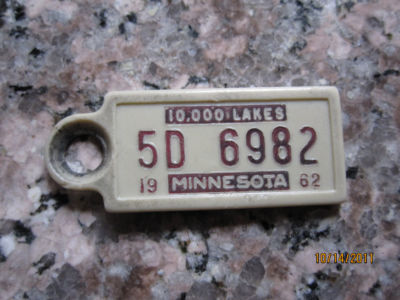 10,000 LAKES
5D 6982
19 MINNESOTA 62
10/14/2011